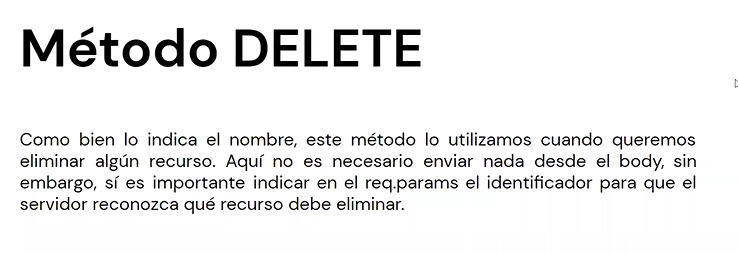 Método DELETE
Como bien lo indica el nombre, este método lo utilizamos cuando queremos
eliminar algún recurso. Aquí no es necesario enviar nada desde el body, sin
embargo, sí es importante indicar en el req.params el identificador para que el
servidor reconozca qué recurso debe eliminar.